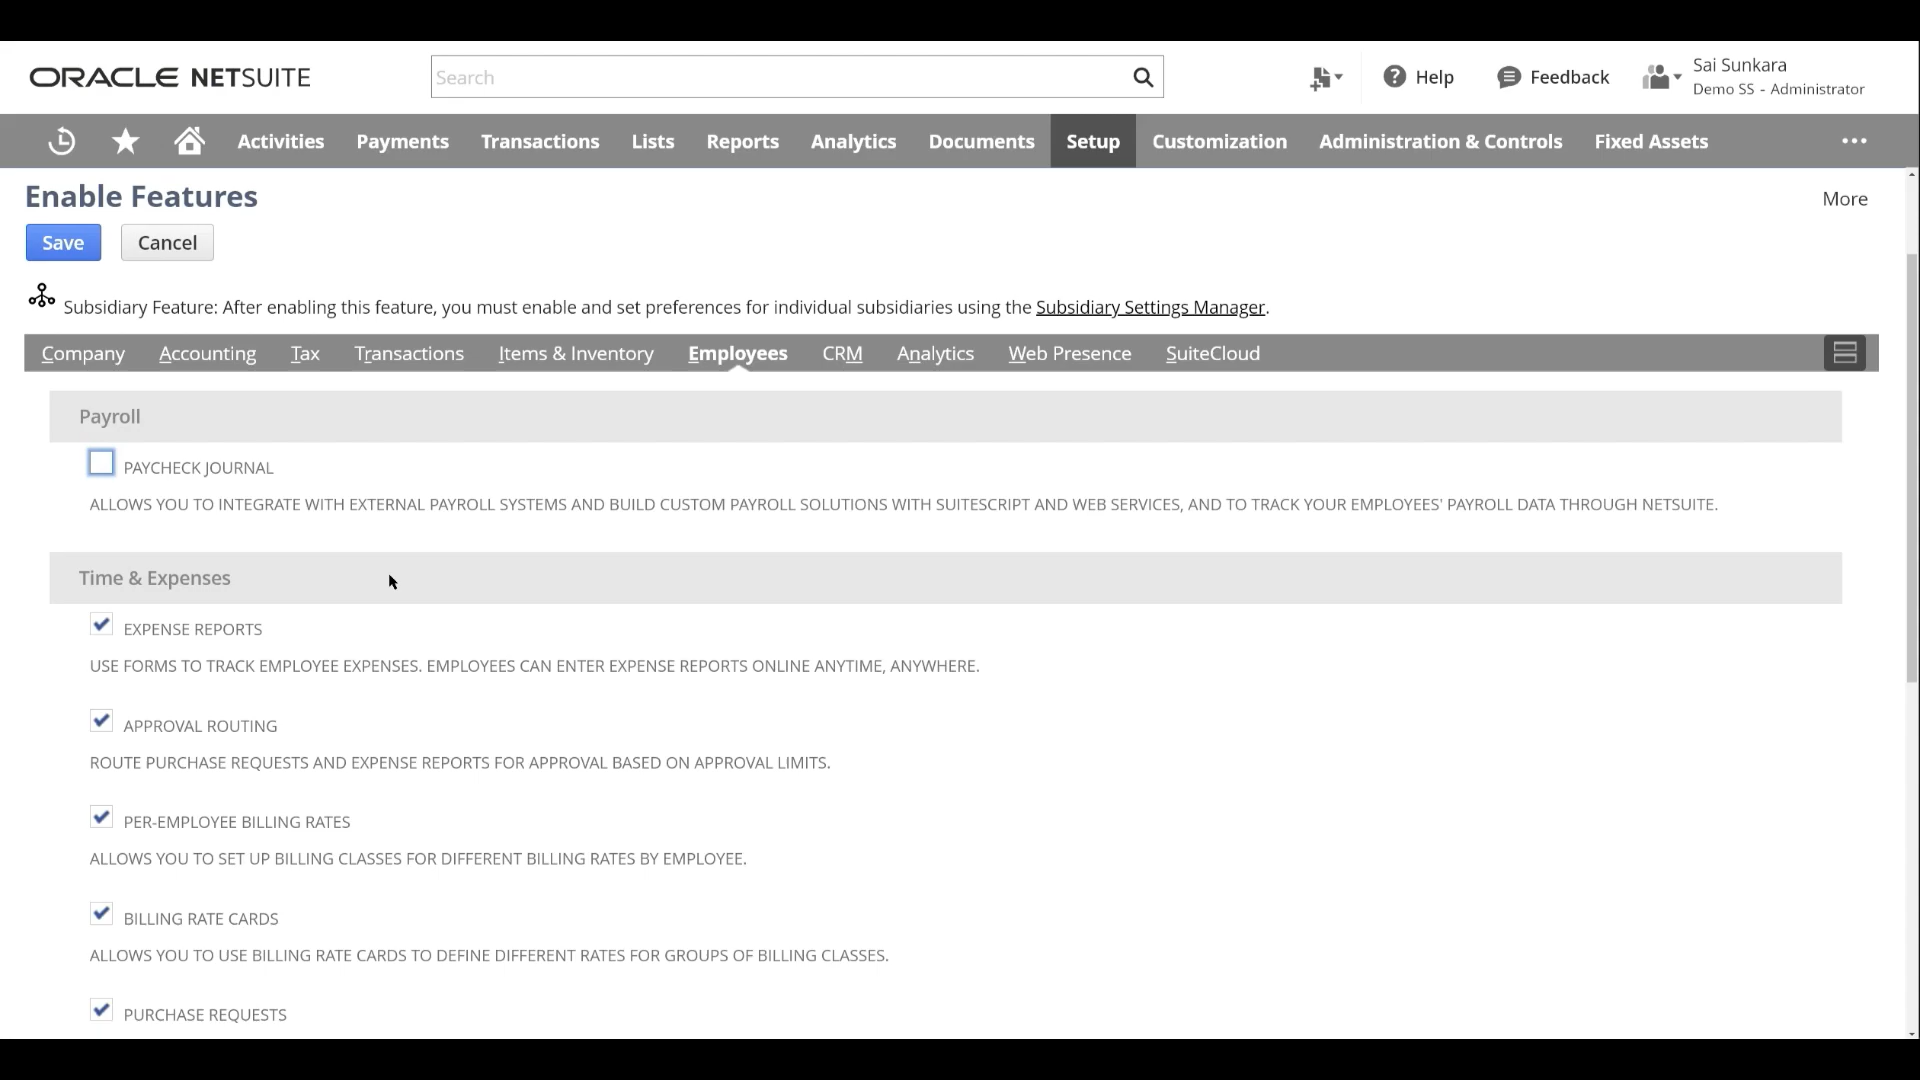 ORACLE NETSUITE
Search
Help
Feedback
Sai Sunkara
Demo SS - Administrator
Activities
Payments
Transactions
Lists
Reports
Analytics
Documents
Setup
Customization
Administration & Controls
Fixed Assets
Enable Features
More
Save
Cancel
Subsidiary Feature: After enabling this feature, you must enable and set preferences for individual subsidiaries using the Subsidiary Settings Manager.
Company
Accounting
Tax
Transactions
Items & Inventory
Employees
CRM
Analytics
Web Presence
SuiteCloud
Payroll
PAYCHECK JOURNAL
ALLOWS YOU TO INTEGRATE WITH EXTERNAL PAYROLL SYSTEMS AND BUILD CUSTOM PAYROLL SOLUTIONS WITH SUITESCRIPT AND WEB SERVICES, AND TO TRACK YOUR EMPLOYEES' PAYROLL DATA THROUGH NETSUITE.
Time & Expenses
EXPENSE REPORTS
USE FORMS TO TRACK EMPLOYEE EXPENSES. EMPLOYEES CAN ENTER EXPENSE REPORTS ONLINE ANYTIME, ANYWHERE.
APPROVAL ROUTING
ROUTE PURCHASE REQUESTS AND EXPENSE REPORTS FOR APPROVAL BASED ON APPROVAL LIMITS.
PER-EMPLOYEE BILLING RATES
ALLOWS YOU TO SET UP BILLING CLASSES FOR DIFFERENT BILLING RATES BY EMPLOYEE.
BILLING RATE CARDS
ALLOWS YOU TO USE BILLING RATE CARDS TO DEFINE DIFFERENT RATES FOR GROUPS OF BILLING CLASSES.
PURCHASE REQUESTS